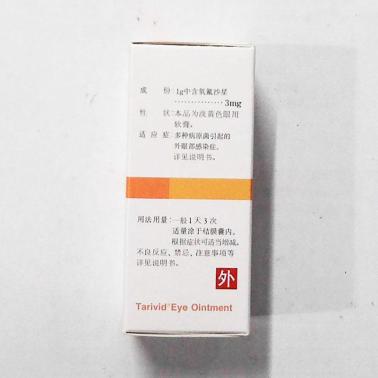 成 份:1g中含氧氟沙星
··············· 3mg
性 状:本品为浅黄色眼用
软膏。
适 应 症:多种病原菌引起的
外眼部感染症。
详见说明书。
用法用量:一般1天3次
适量涂于结膜囊内。
根据症状可适当增减。
不良反应、禁忌、注意事项等
详见说明书。
外
Tarivid® Eye Ointment